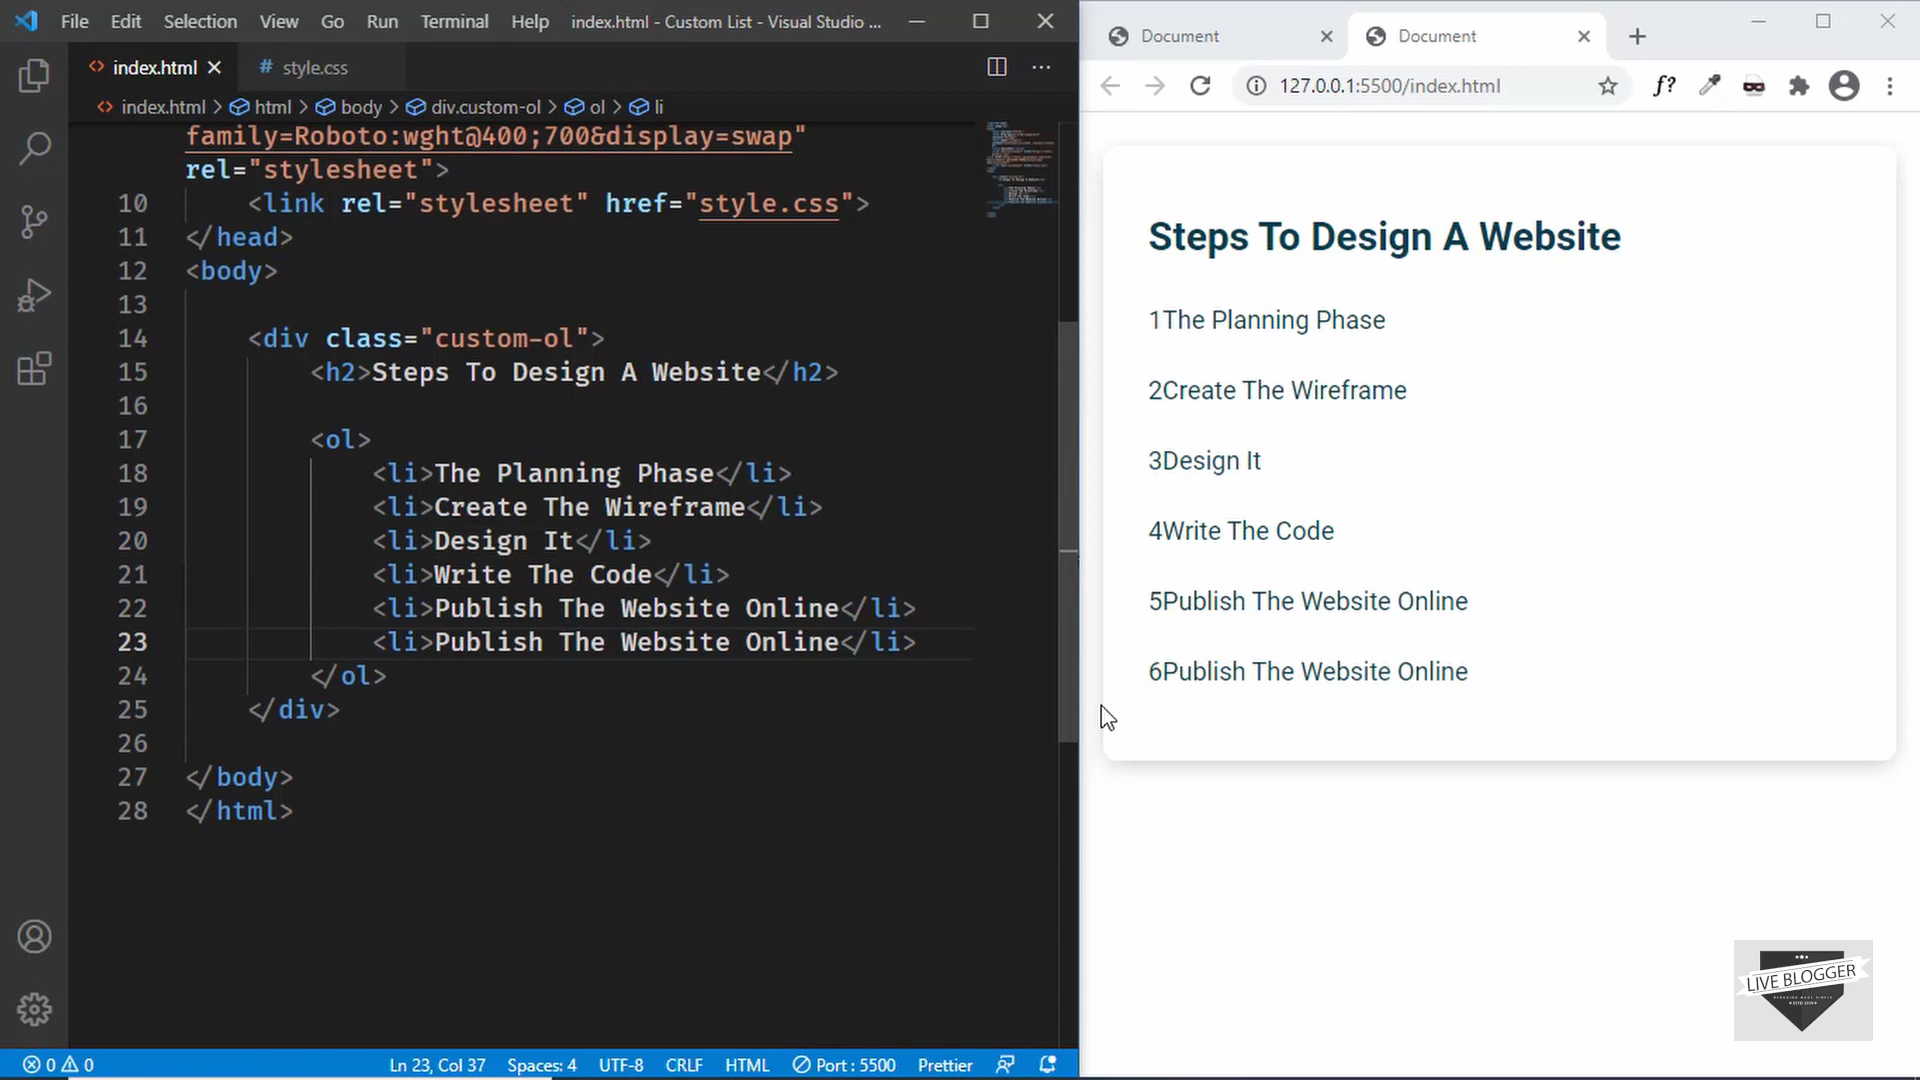 File Edit Selection View Go Run Terminal Help index.html - Custom List - Visual Studio ...
index.html
# style.css
index.html > html > body > div.custom-ol > ol > li
family=Roboto:wght@400;700&display=swap"
rel="stylesheet">
10 <link rel="stylesheet" href="style.css">
11 </head>
12 <body>
13
14 <div class="custom-ol">
15 <h2>Steps To Design A Website</h2>
16
17 <ol>
18 <li>The Planning Phase</li>
19 <li>Create The Wireframe</li>
20 <li>Design It</li>
21 <li>Write The Code</li>
22 <li>Publish The Website Online</li>
23 <li>Publish The Website Online</li>
24 </ol>
25 </div>
26
27 </body>
28 </html>
0 0 Ln 23, Col 37 Spaces: 4 UTF-8 CRLF HTML Port : 5500 Prettier
Document
Document
127.0.0.1:5500/index.html
f?
Steps To Design A Website
1The Planning Phase
2Create The Wireframe
3Design It
4Write The Code
5Publish The Website Online
6Publish The Website Online
LIVE BLOGGER